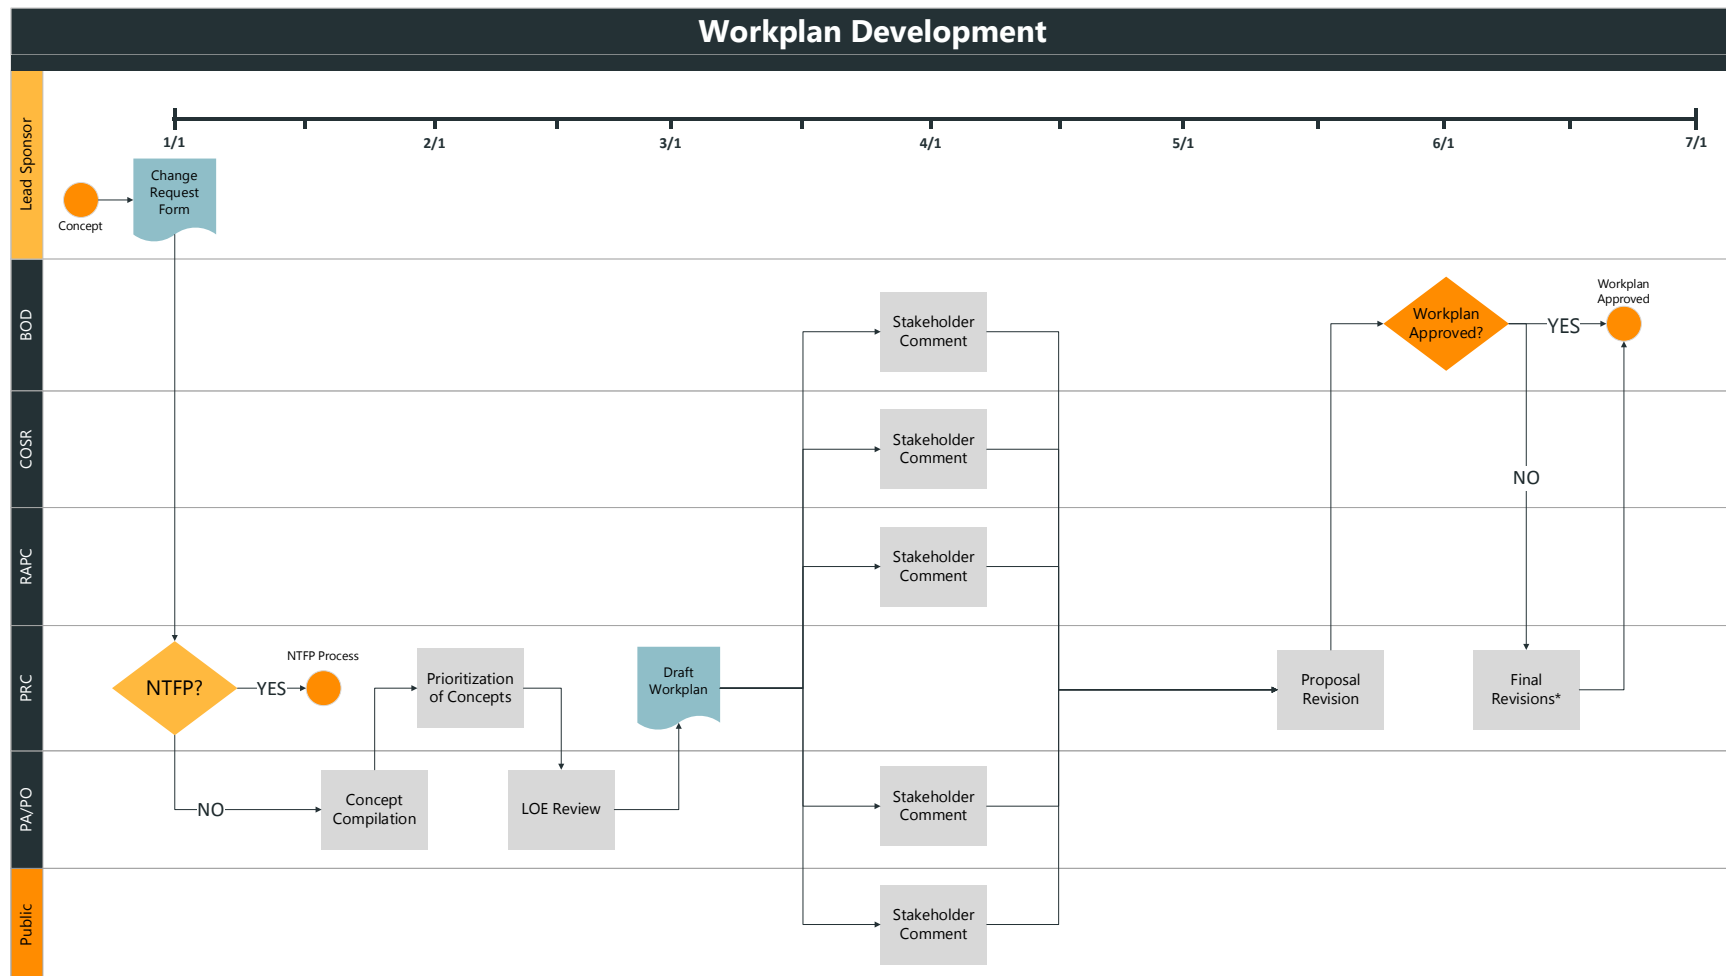 Workplan Development
Lead Sponsor
1/1
2/1
3/1
4/1
5/1
6/1
7/1
Change
Request
Form
Concept
BOD
Stakeholder
Comment
Workplan
Approved?
YES
Workplan
Approved
COSR
Stakeholder
Comment
NO
RAPC
Stakeholder
Comment
PRC
NTFP?
YES
NTFP Process
Prioritization
of Concepts
Draft
Workplan
Proposal
Revision
Final
Revisions*
PA/PO
NO
Concept
Compilation
LOE Review
Stakeholder
Comment
Public
Stakeholder
Comment